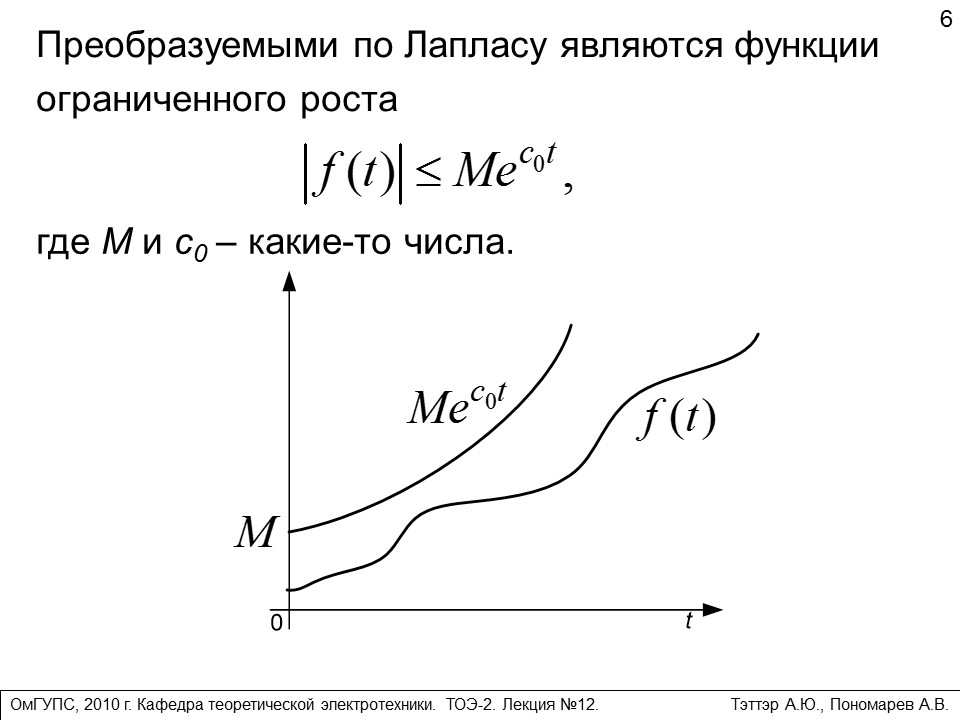 6
Преобразуемыми по Лапласу являются функции
ограниченного роста
|f(t)| ≤ Me^{c₀t},
где M и c₀ – какие-то числа.
Me^{c₀t}
f(t)
M
0
t
ОмГУПС, 2010 г. Кафедра теоретической электротехники. ТОЭ-2. Лекция №12. Тэттэр А.Ю., Пономарев А.В.